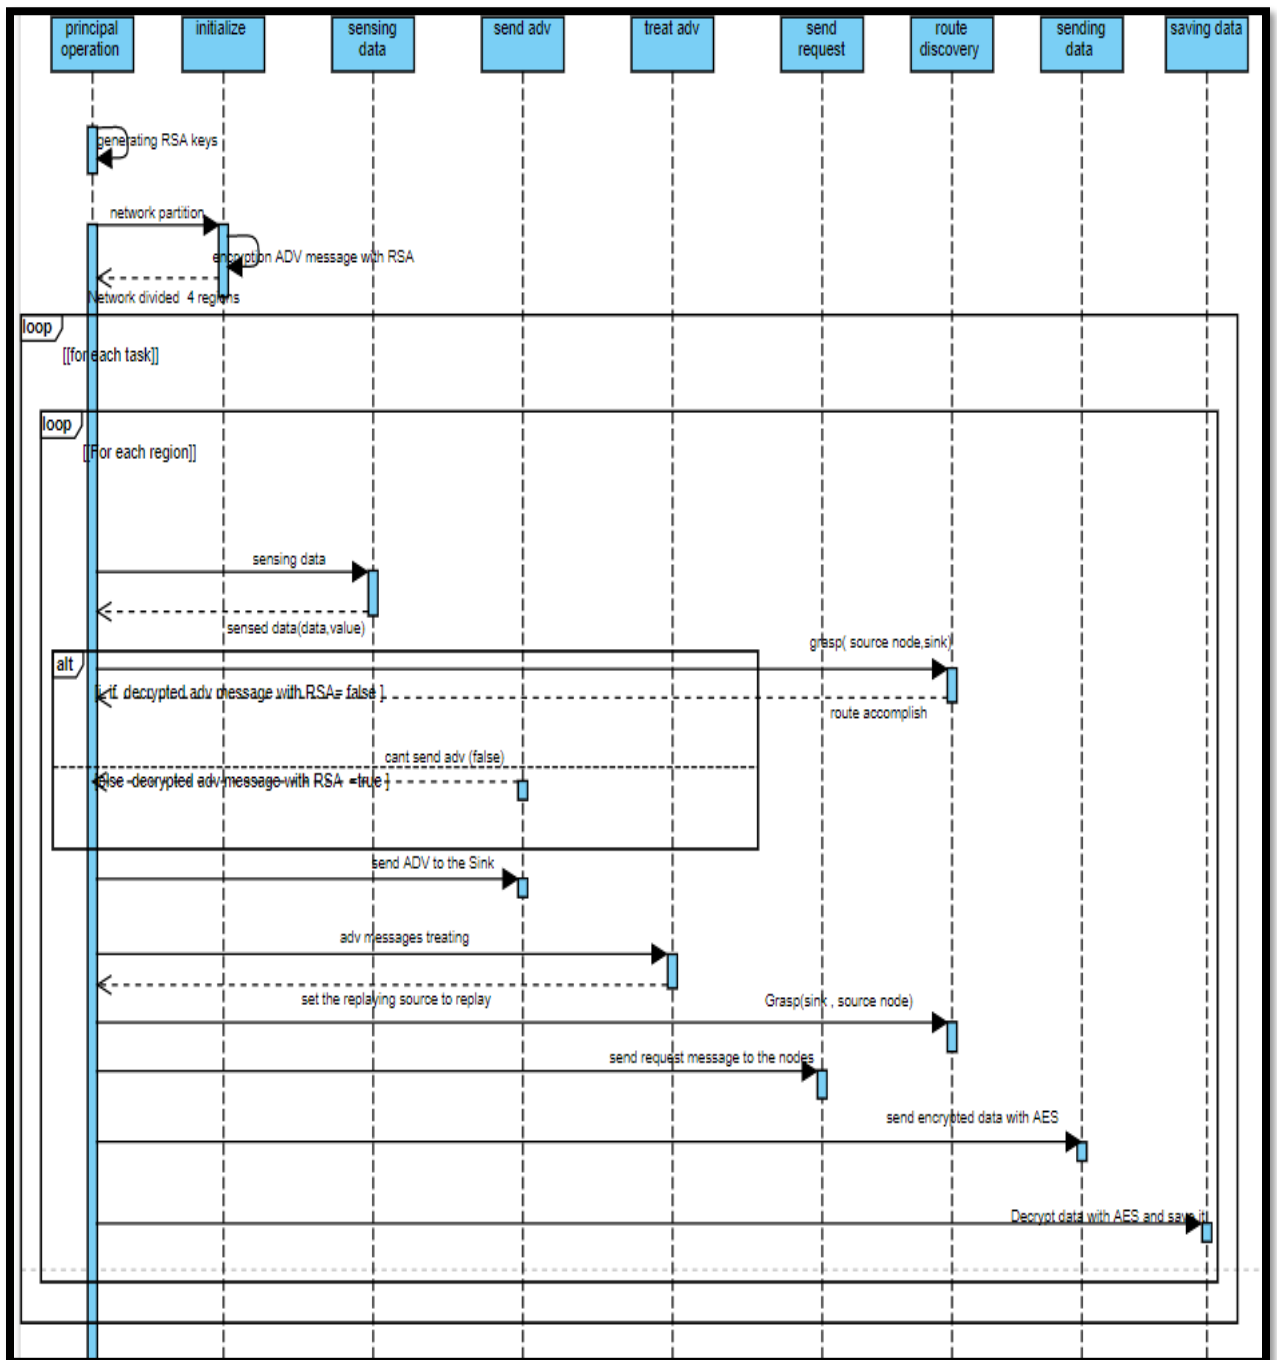 principal
operation
initialize
sensing
data
send adv
treat adv
send
request
route
discovery
sending
data
saving data
generating RSA keys
network partition
encryption ADV message with RSA
Network divided  4 regions
loop
[[for each task]]
loop
[[For each region]]
sensing data
sensed data(data,value)
grasp( source node,sink)
alt
[ if  decrypted adv message with RSA= false ]
route accomplish
cant send adv (false)
[else  decrypted adv message with RSA  =true ]
send ADV to the Sink
adv messages treating
set the replaying source to replay
Grasp(sink , source node)
send request message to the nodes
send encrypted data with AES
Decrypt data with AES and save it